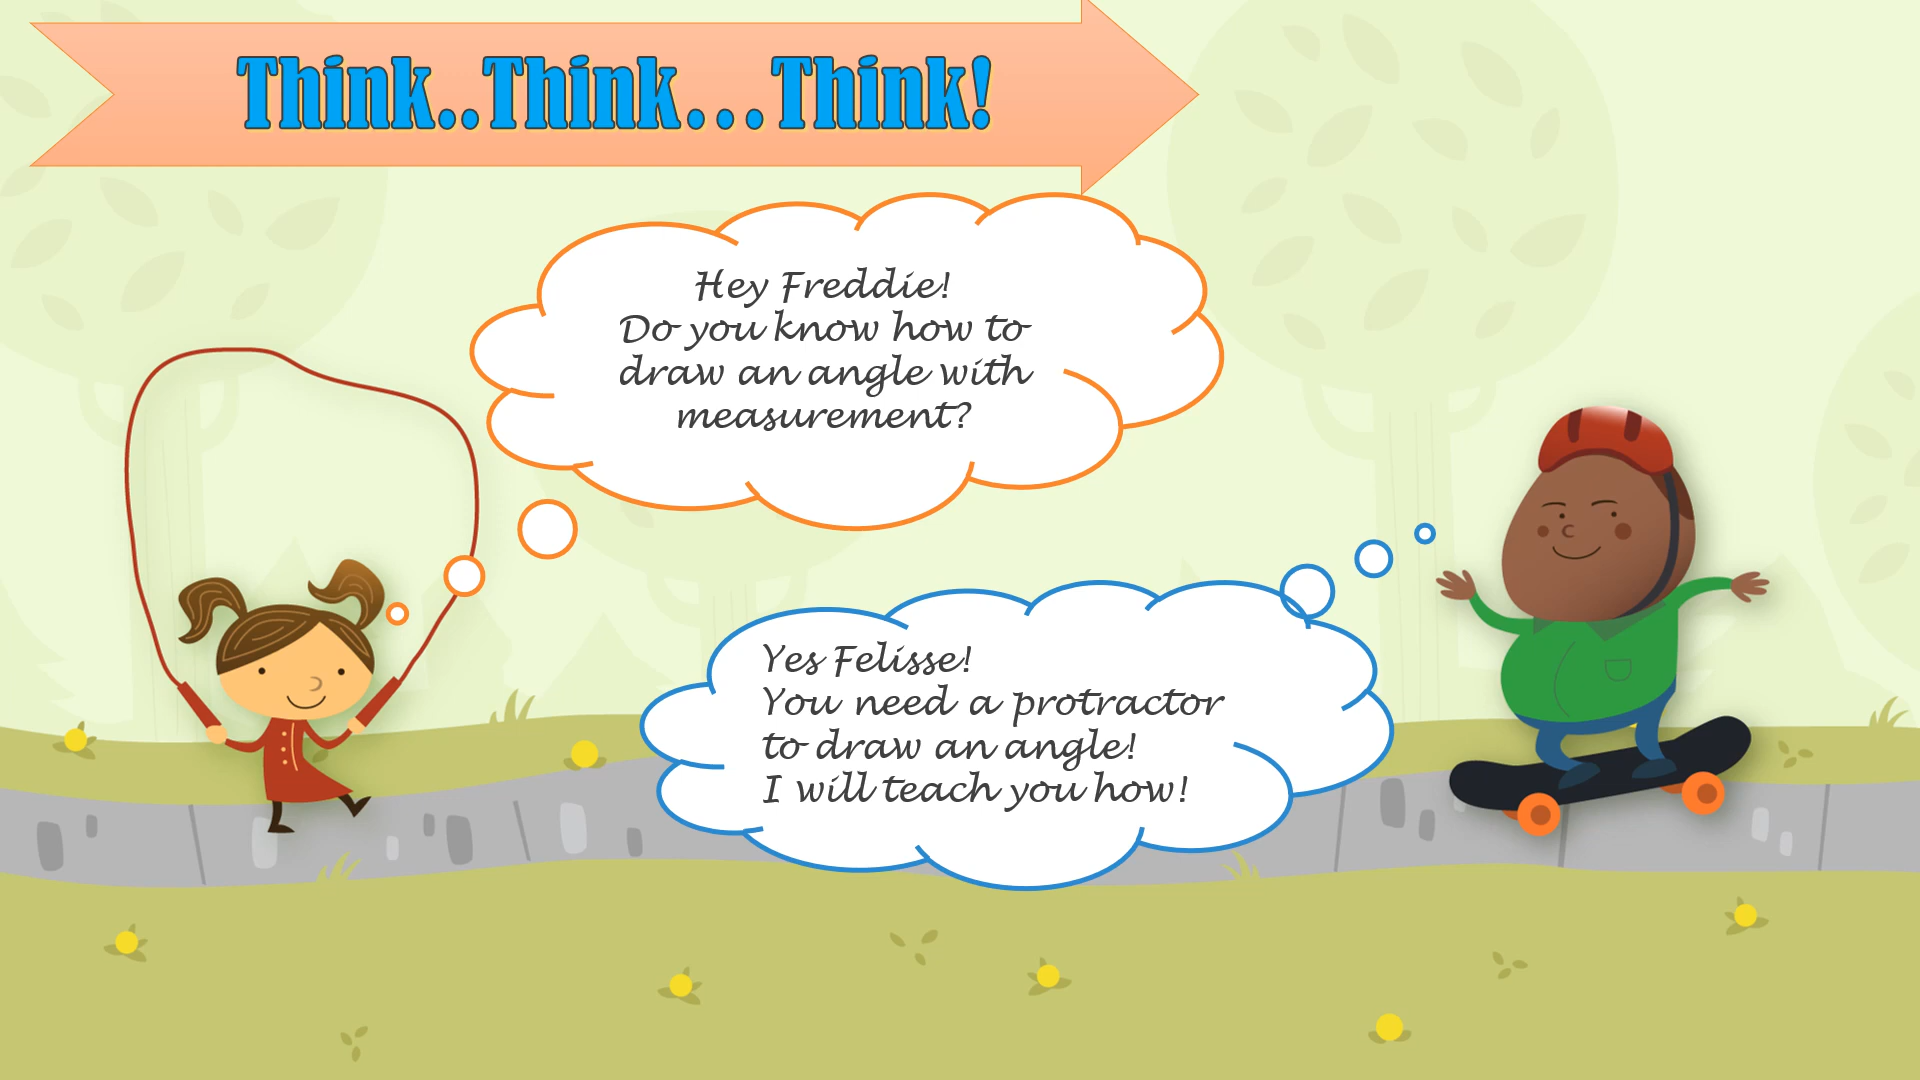 Think..Think...Think!
Hey Freddie!
Do you know how to
draw an angle with
measurement?
Yes Felisse!
You need a protractor
to draw an angle!
I will teach you how!